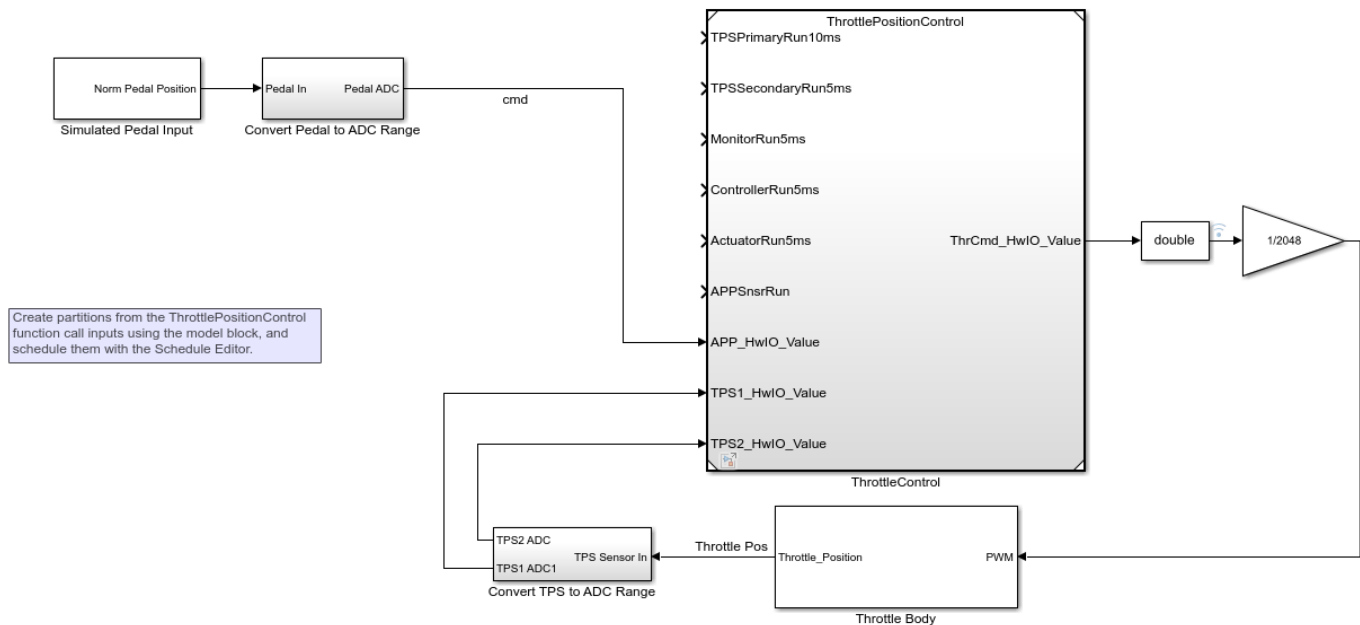 ThrottlePositionControl
TPSPrimaryRun10ms
Norm Pedal Position
Pedal In
Pedal ADC
TPSSecondaryRun5ms
cmd
Simulated Pedal Input
Convert Pedal to ADC Range
MonitorRun5ms
ControllerRun5ms
ActuatorRun5ms
ThrCmd_HwIO_Value
double
1/2048
APPSnsrRun
Create partitions from the ThrottlePositionControl
function call inputs using the model block, and
schedule them with the Schedule Editor.
APP_HwIO_Value
TPS1_HwIO_Value
TPS2_HwIO_Value
ThrottleControl
TPS2 ADC
TPS Sensor In
TPS1 ADC1
Convert TPS to ADC Range
Throttle Pos
Throttle_Position
PWM
Throttle Body